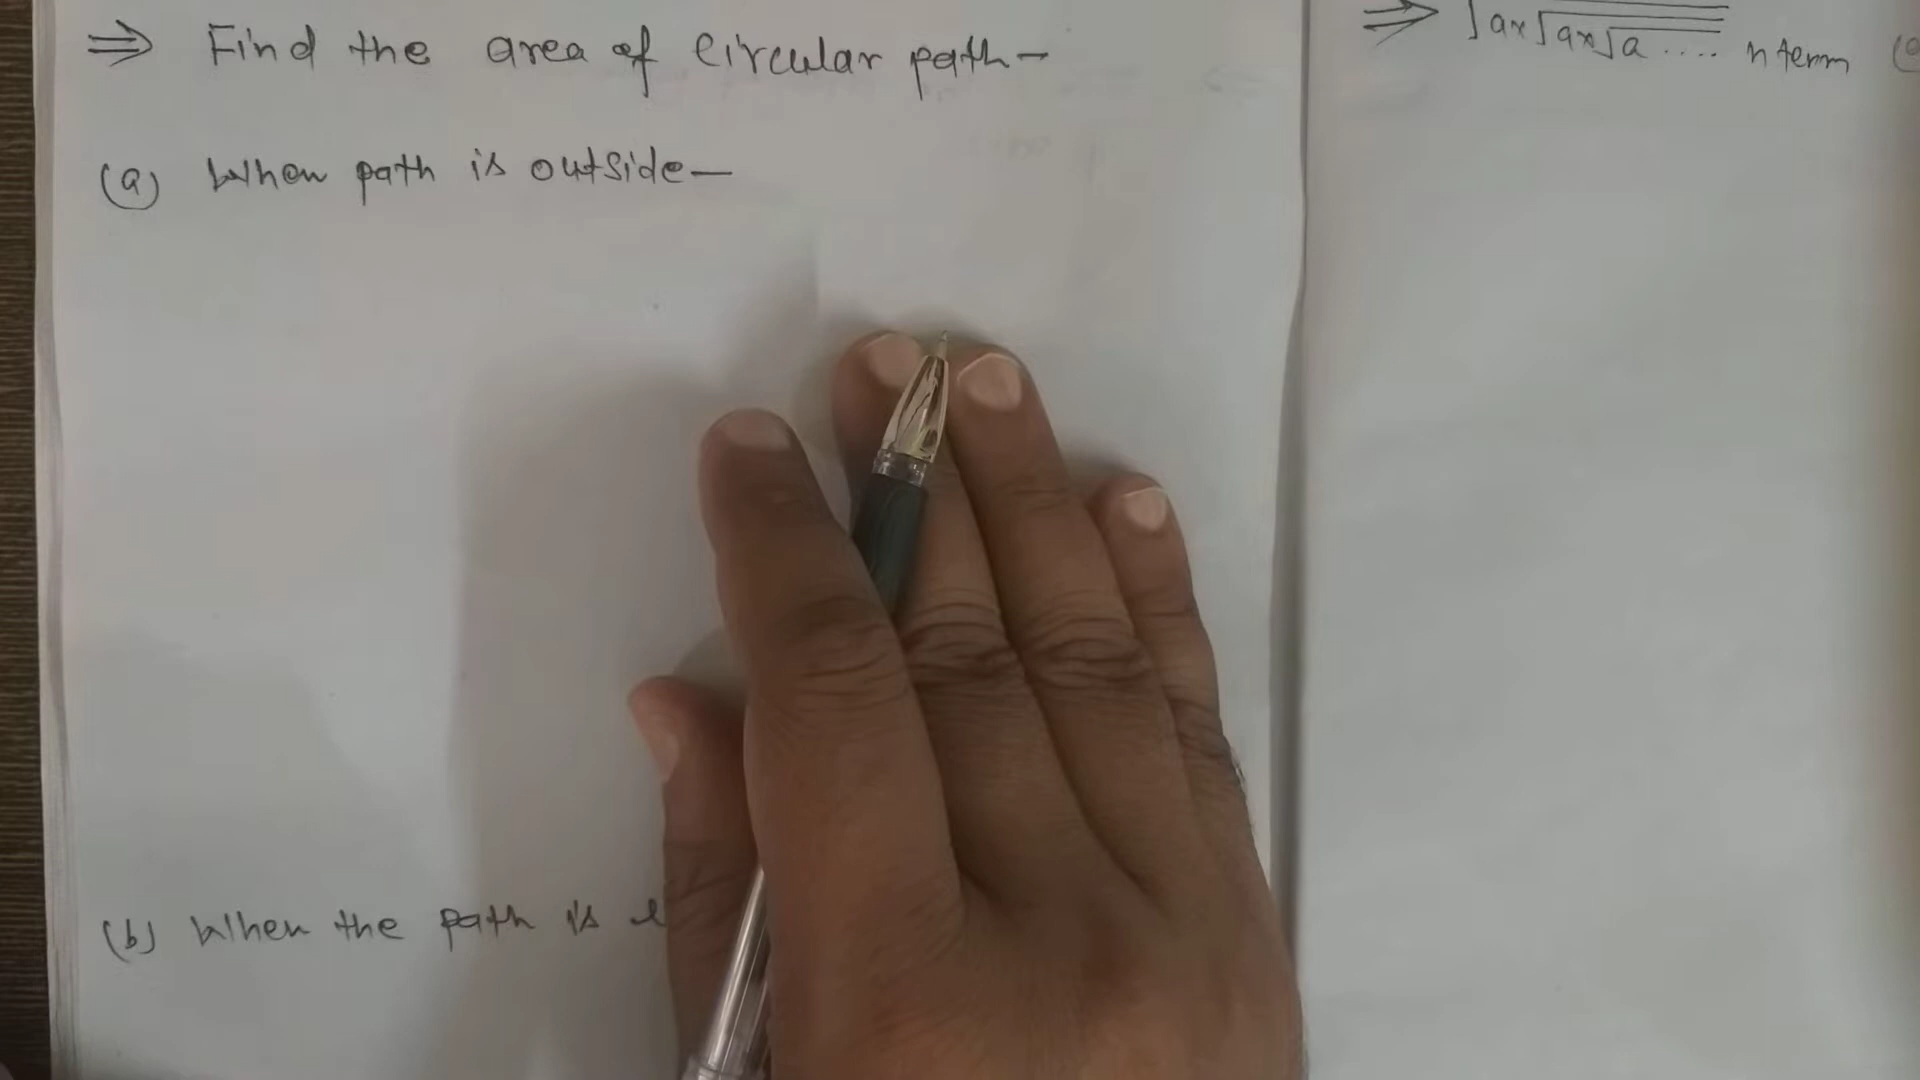 ⇒ Find the area of circular path-
(a) When path is outside—
(b) When the path is
⇒ √a×√a×√a .... n term